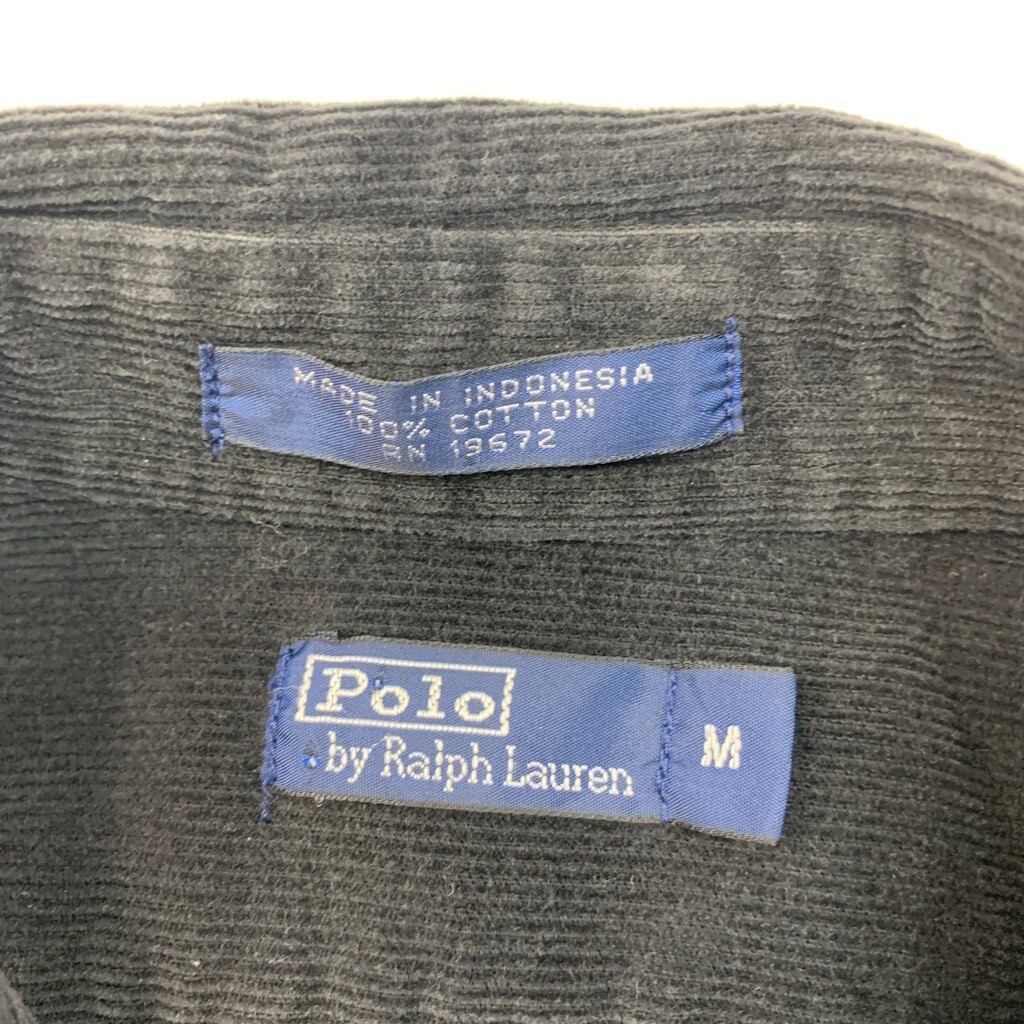 MADE IN INDONESIA
100% COTTON
RN 19672
Polo
by Ralph Lauren
M